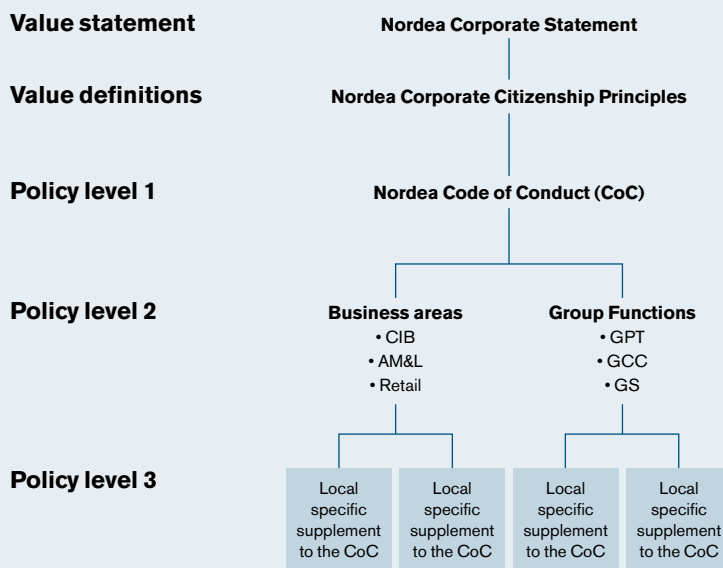 Value statement
Nordea Corporate Statement
Value definitions
Nordea Corporate Citizenship Principles
Policy level 1
Nordea Code of Conduct (CoC)
Policy level 2
Business areas
• CIB
• AM&L
• Retail
Group Functions
• GPT
• GCC
• GS
Policy level 3
Local
specific
supplement
to the CoC
Local
specific
supplement
to the CoC
Local
specific
supplement
to the CoC
Local
specific
supplement
to the CoC